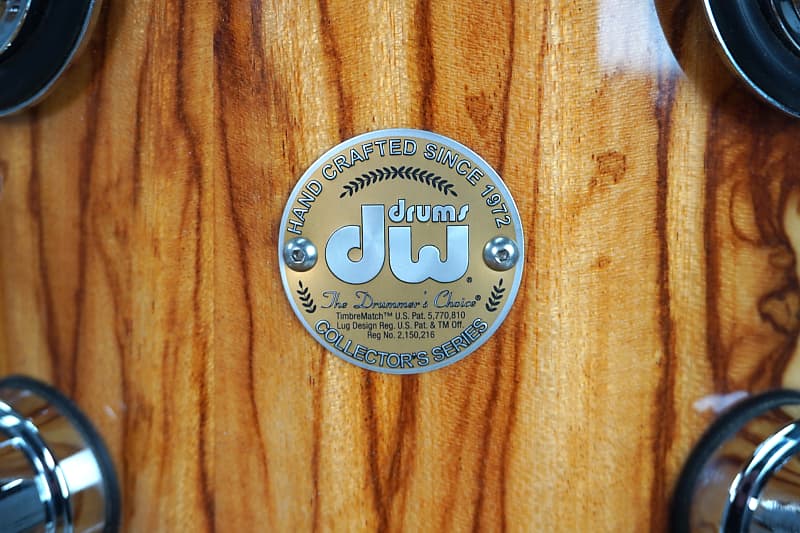 HAND CRAFTED SINCE 1972
drums
dw®
The Drummer's Choice®
TimbreMatch™ U.S. Pat. 5,770,810
Lug Design Reg. U.S. Pat. & TM Off
Reg No. 2,150,216
COLLECTOR'S SERIES